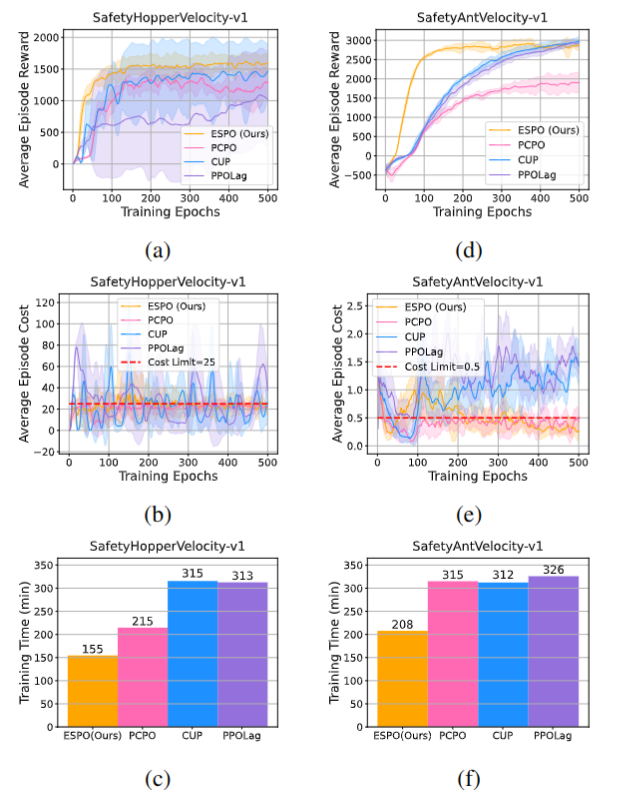 SafetyHopperVelocity-v1
Average Episode Reward
2000
1500
1000
500
0
ESPO (Ours)
PCPO
CUP
PPOLag
0 100 200 300 400 500
Training Epochs
(a)
SafetyAntVelocity-v1
Average Episode Reward
3000
2500
2000
1500
1000
500
0
−500
ESPO (Ours)
PCPO
CUP
PPOLag
0 100 200 300 400 500
Training Epochs
(d)
SafetyHopperVelocity-v1
Average Episode Cost
120
100
80
60
40
20
0
−20
ESPO (Ours)
PCPO
CUP
PPOLag
Cost Limit=25
0 100 200 300 400 500
Training Epochs
(b)
SafetyAntVelocity-v1
Average Episode Cost
2.5
2.0
1.5
1.0
0.5
0.0
ESPO (Ours)
PCPO
CUP
PPOLag
Cost Limit=0.5
0 100 200 300 400 500
Training Epochs
(e)
SafetyHopperVelocity-v1
Training Time (min)
350
300
250
200
150
100
50
0
155
215
315
313
ESPO(Ours) PCPO CUP PPOLag
(c)
SafetyAntVelocity-v1
Training Time (min)
350
300
250
200
150
100
50
0
208
315
312
326
ESPO(Ours) PCPO CUP PPOLag
(f)